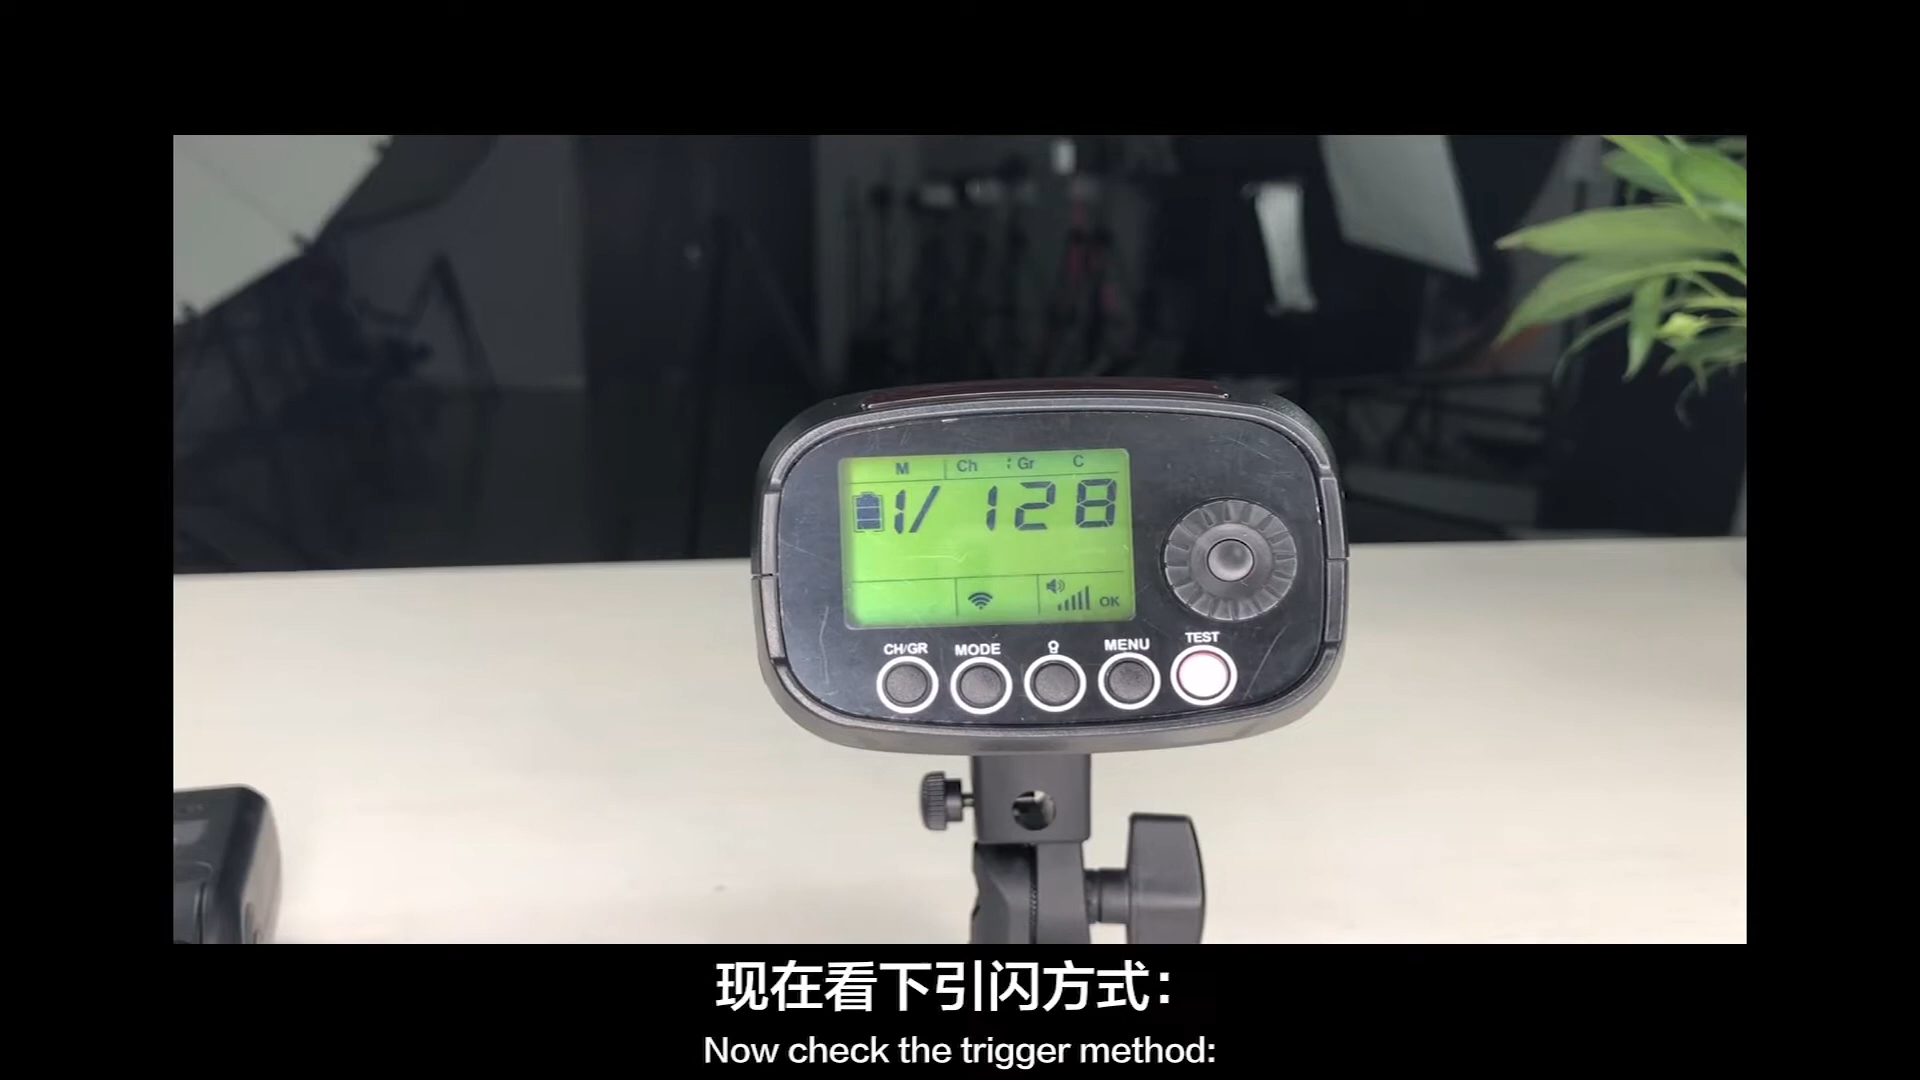 M Ch 1 Gr C
1/ 128
OK
CH/GR MODE MENU TEST
现在看下引闪方式：
Now check the trigger method: